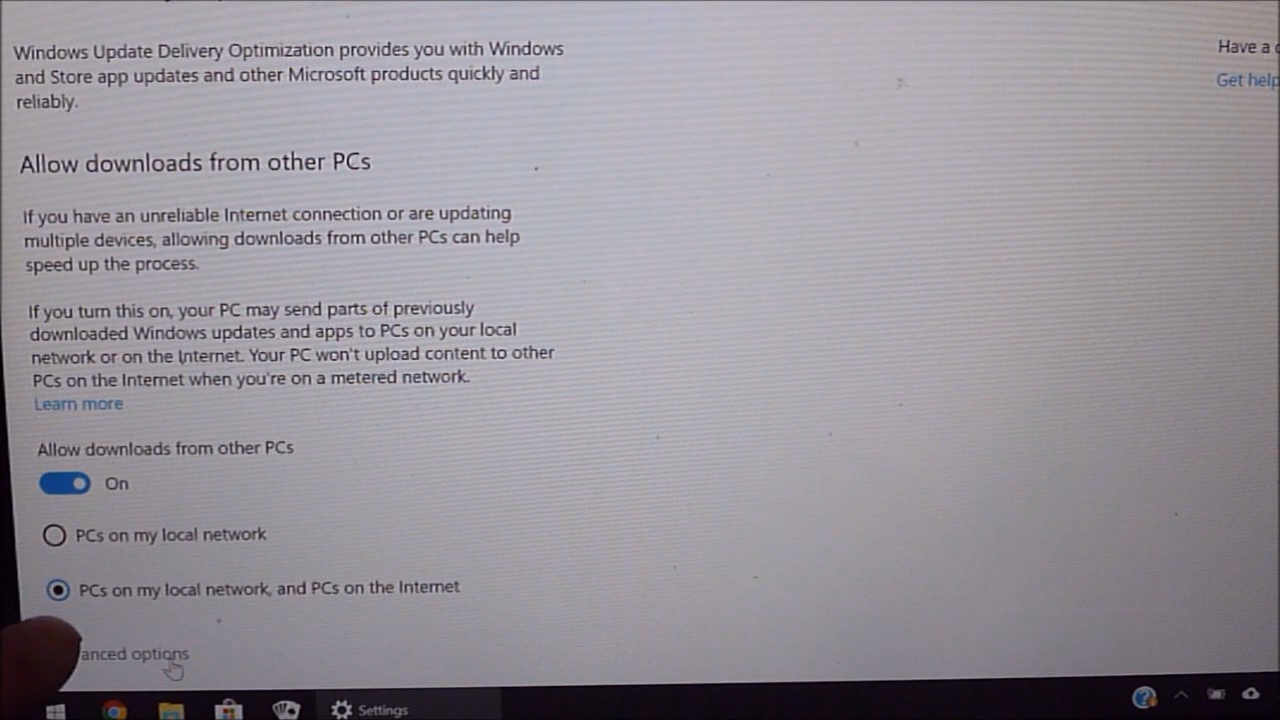 Windows Update Delivery Optimization provides you with Windows
and Store app updates and other Microsoft products quickly and
reliably.
Have a
Get help
Allow downloads from other PCs
If you have an unreliable Internet connection or are updating
multiple devices, allowing downloads from other PCs can help
speed up the process.
If you turn this on, your PC may send parts of previously
downloaded Windows updates and apps to PCs on your local
network or on the Internet. Your PC won't upload content to other
PCs on the Internet when you're on a metered network.
Learn more
Allow downloads from other PCs
On
PCs on my local network
PCs on my local network, and PCs on the Internet
anced options
Settings